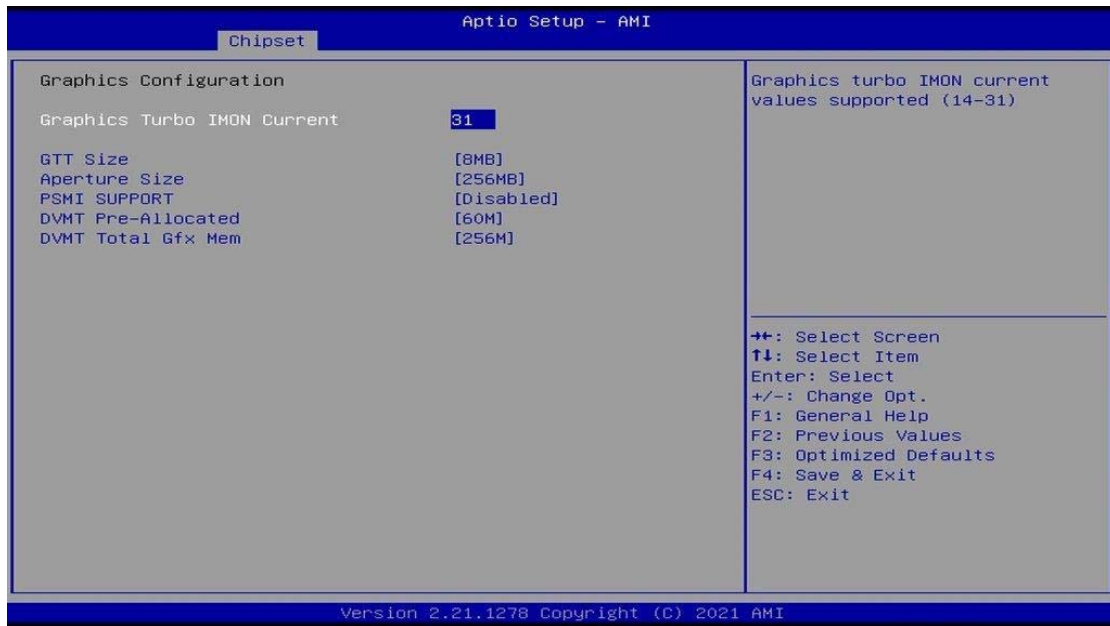 Aptio Setup – AMI
Chipset
Graphics Configuration
Graphics Turbo IMON Current 31
GTT Size [8MB]
Aperture Size [256MB]
PSMI SUPPORT [Disabled]
DVMT Pre-Allocated [60M]
DVMT Total Gfx Mem [256M]
Graphics turbo IMON current
values supported (14-31)
→←: Select Screen
↑↓: Select Item
Enter: Select
+/-: Change Opt.
F1: General Help
F2: Previous Values
F3: Optimized Defaults
F4: Save & Exit
ESC: Exit
Version 2.21.1278 Copyright (C) 2021 AMI